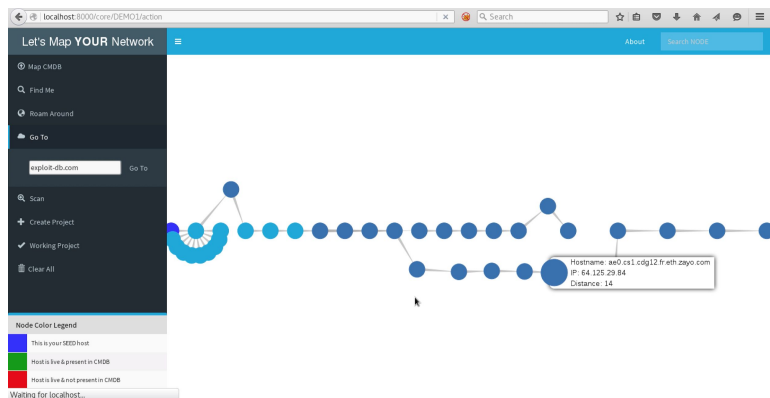 localhost:8000/core/DEMO1/action
Search
Let's Map YOUR Network
About
Search NODE
Map CMDB
Find Me
Roam Around
Go To
exploit-db.com
Go To
Scan
Create Project
Working Project
Clear All
Hostname: ae0.cs1.cdg12.fr.eth.zayo.com
IP: 64.125.29.84
Distance: 14
Node Color Legend
This is your SEED host
Host is live & present in CMDB
Host is live & not present in CMDB
Waiting for localhost...